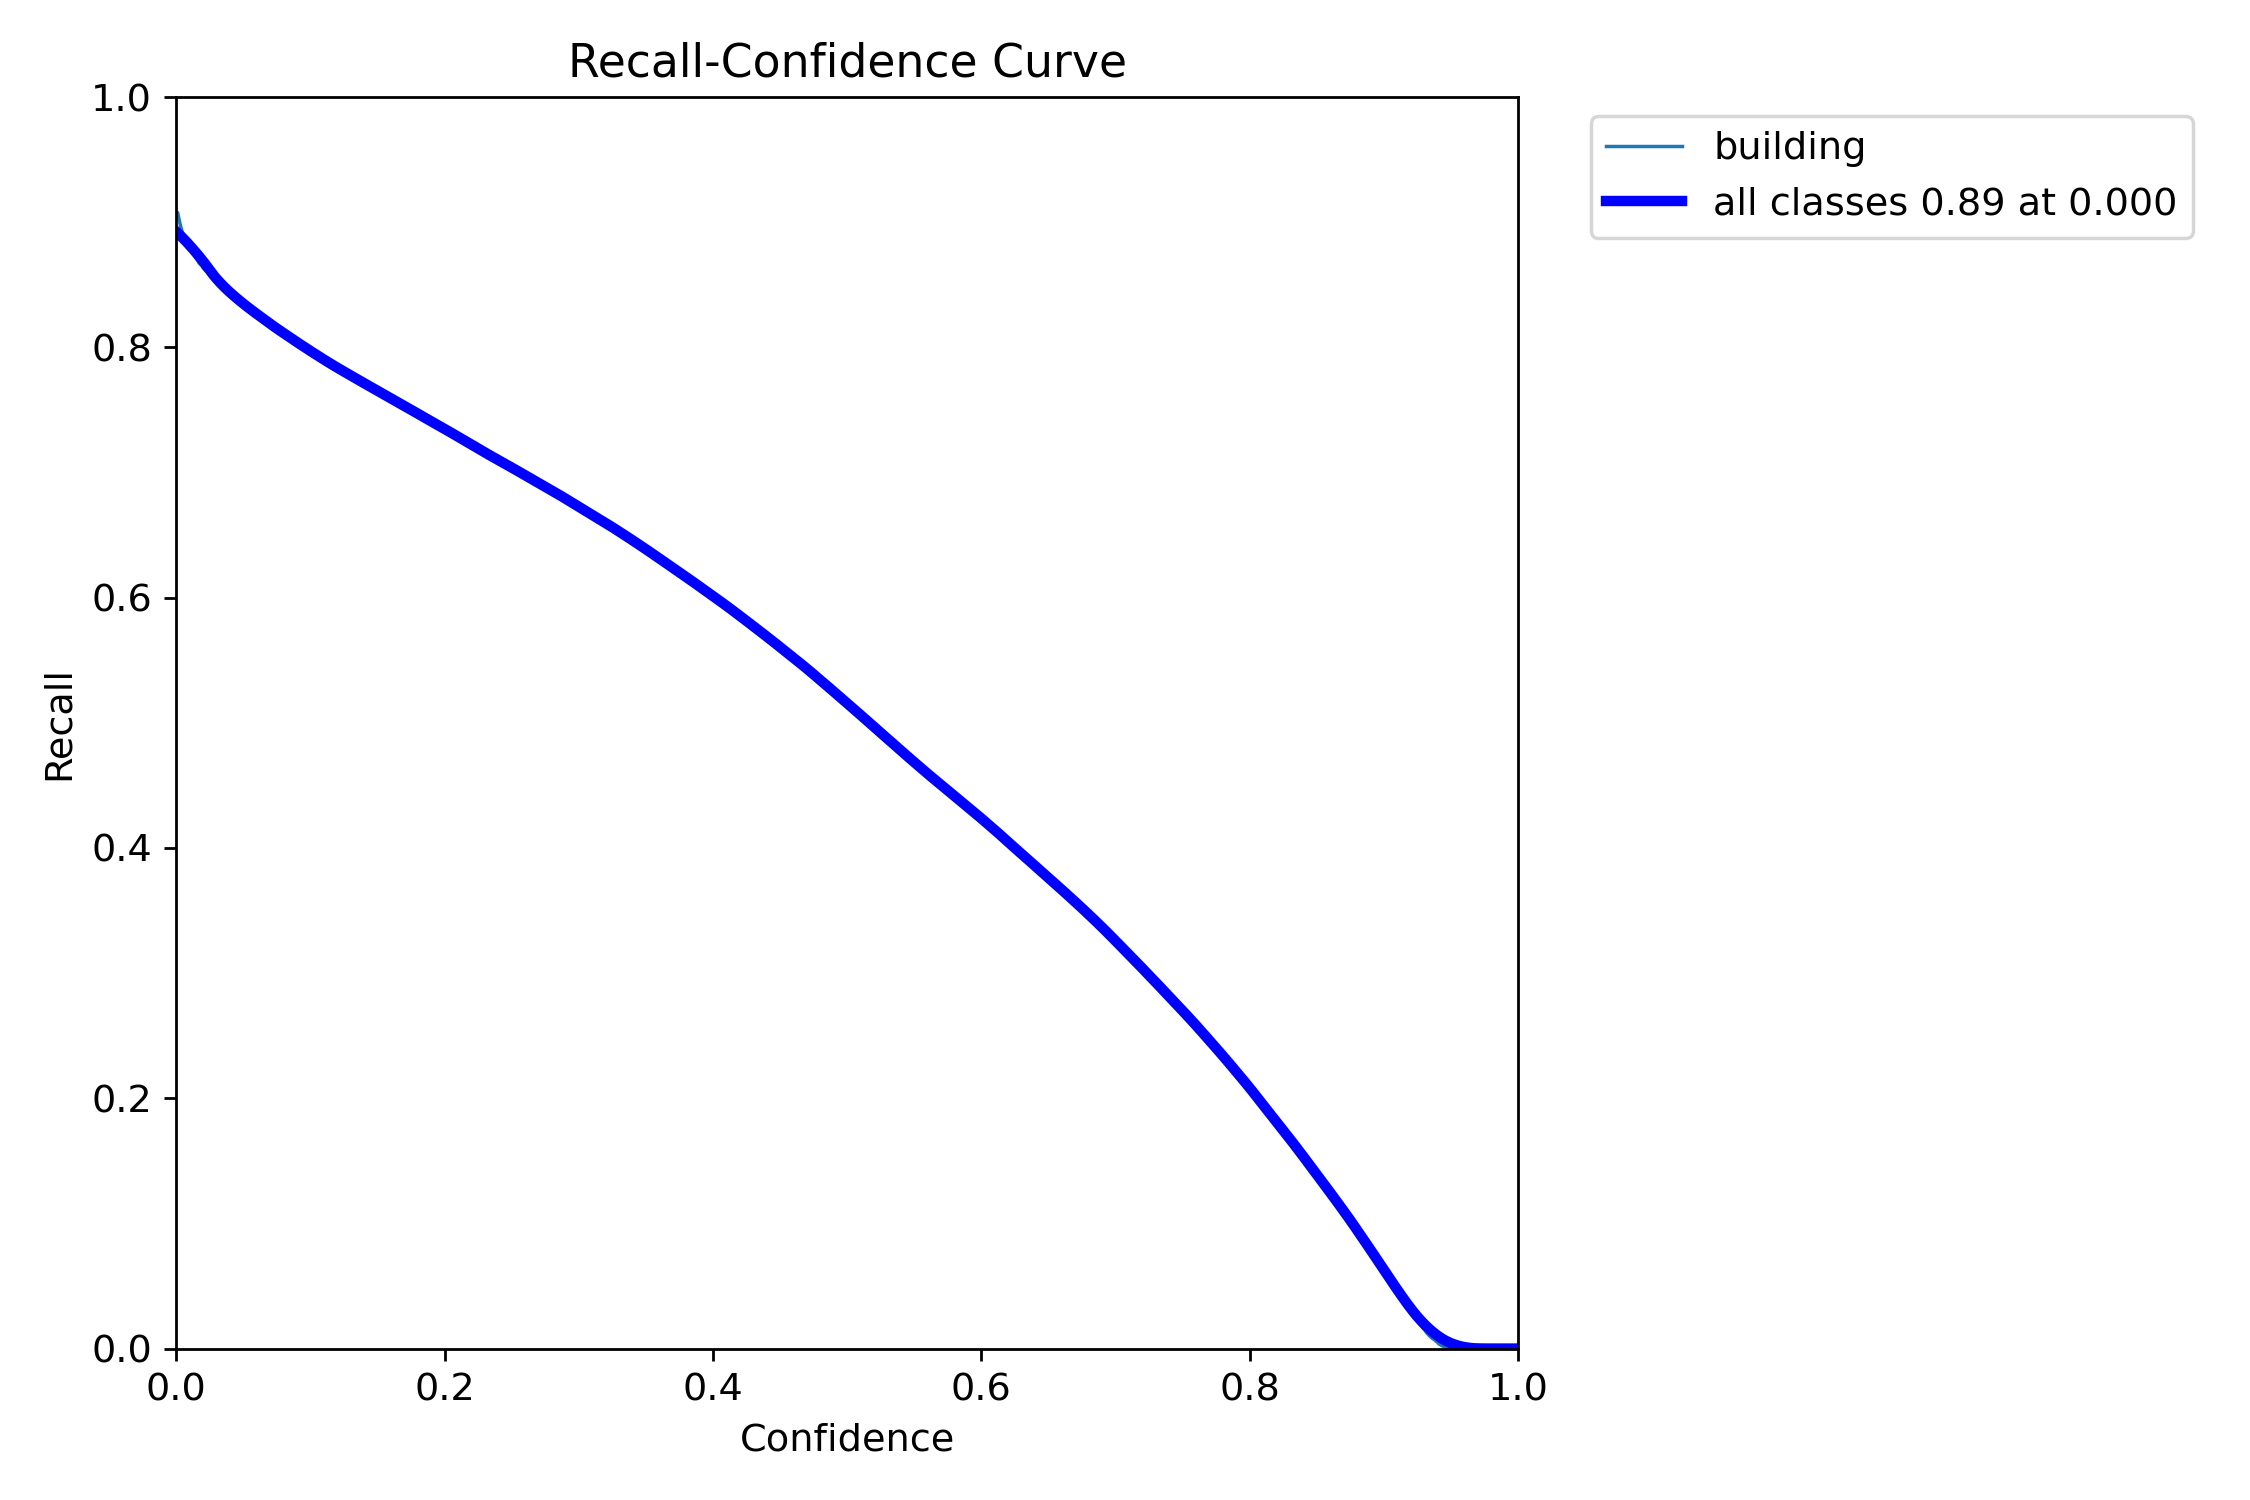 Recall-Confidence Curve
building
all classes 0.89 at 0.000
1.0
0.8
0.6
0.4
0.2
0.0
Recall
0.0 0.2 0.4 0.6 0.8 1.0
Confidence